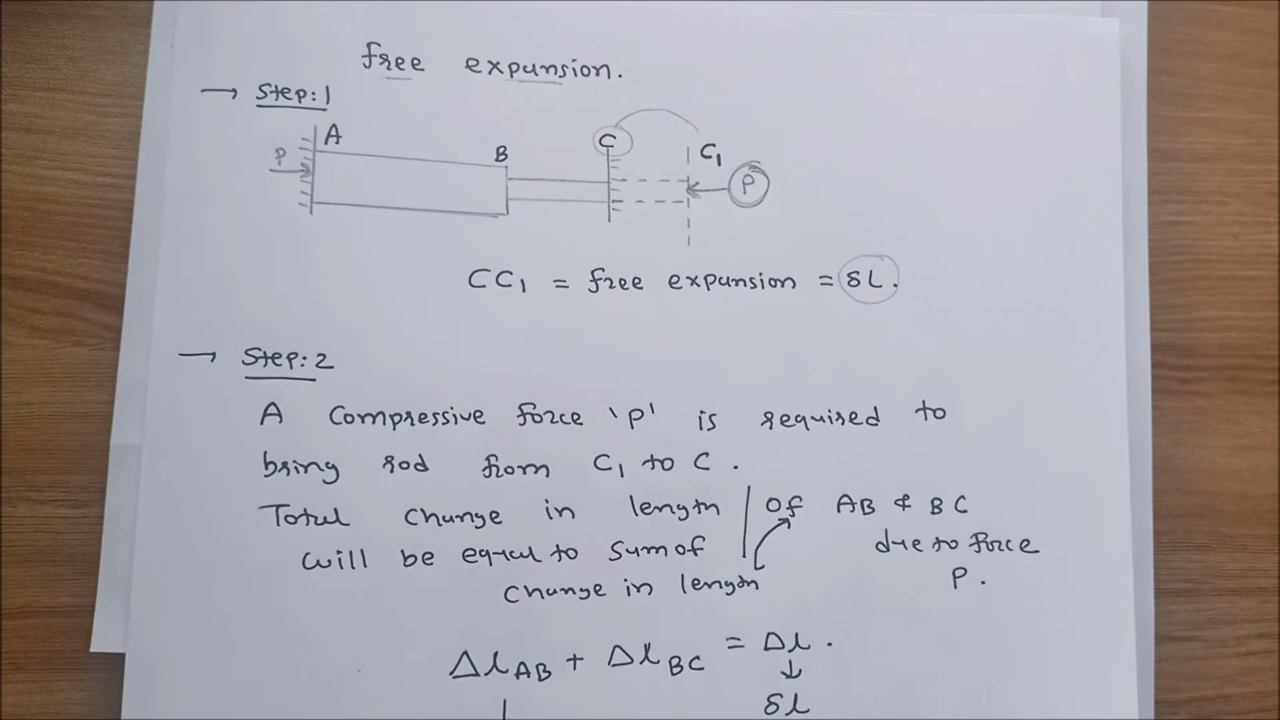 free expansion.
→ Step:1
A
P
B
C
C₁
P
CC₁ = free expansion = δL.
→ Step:2
A compressive force 'P' is required to
bring rod from C₁ to C.
Total change in length of AB & BC
will be equal to sum of due to force
change in length P.
ΔlAB + ΔlBC = Δl.
↓
δl